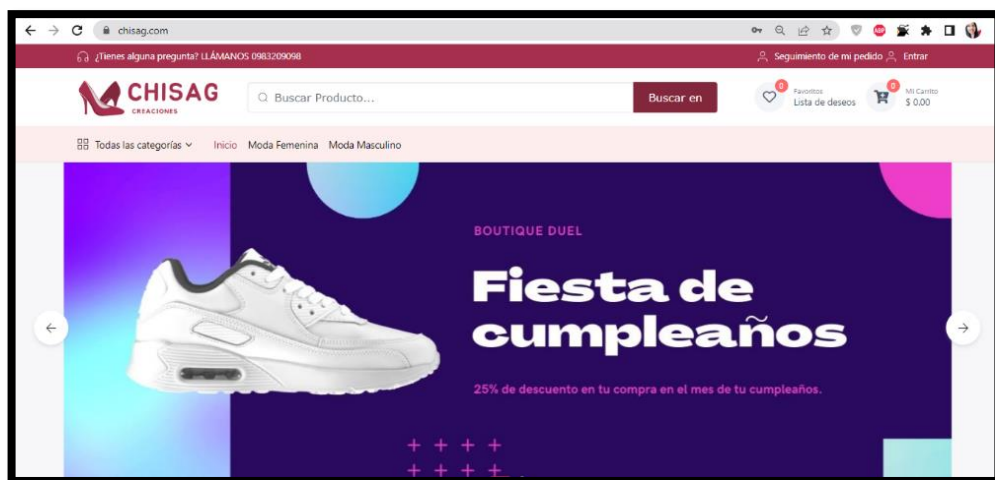 chisag.com
¿Tienes alguna pregunta? LLÁMANOS 0983209098
Seguimiento de mi pedido
Entrar
CHISAG
CREACIONES
Buscar Producto...
Buscar en
0
Favoritos
Lista de deseos
0
Mi Carrito
$ 0.00
Todas las categorías
Inicio
Moda Femenina
Moda Masculino
BOUTIQUE DUEL
Fiesta de
cumpleaños
25% de descuento en tu compra en el mes de tu cumpleaños.